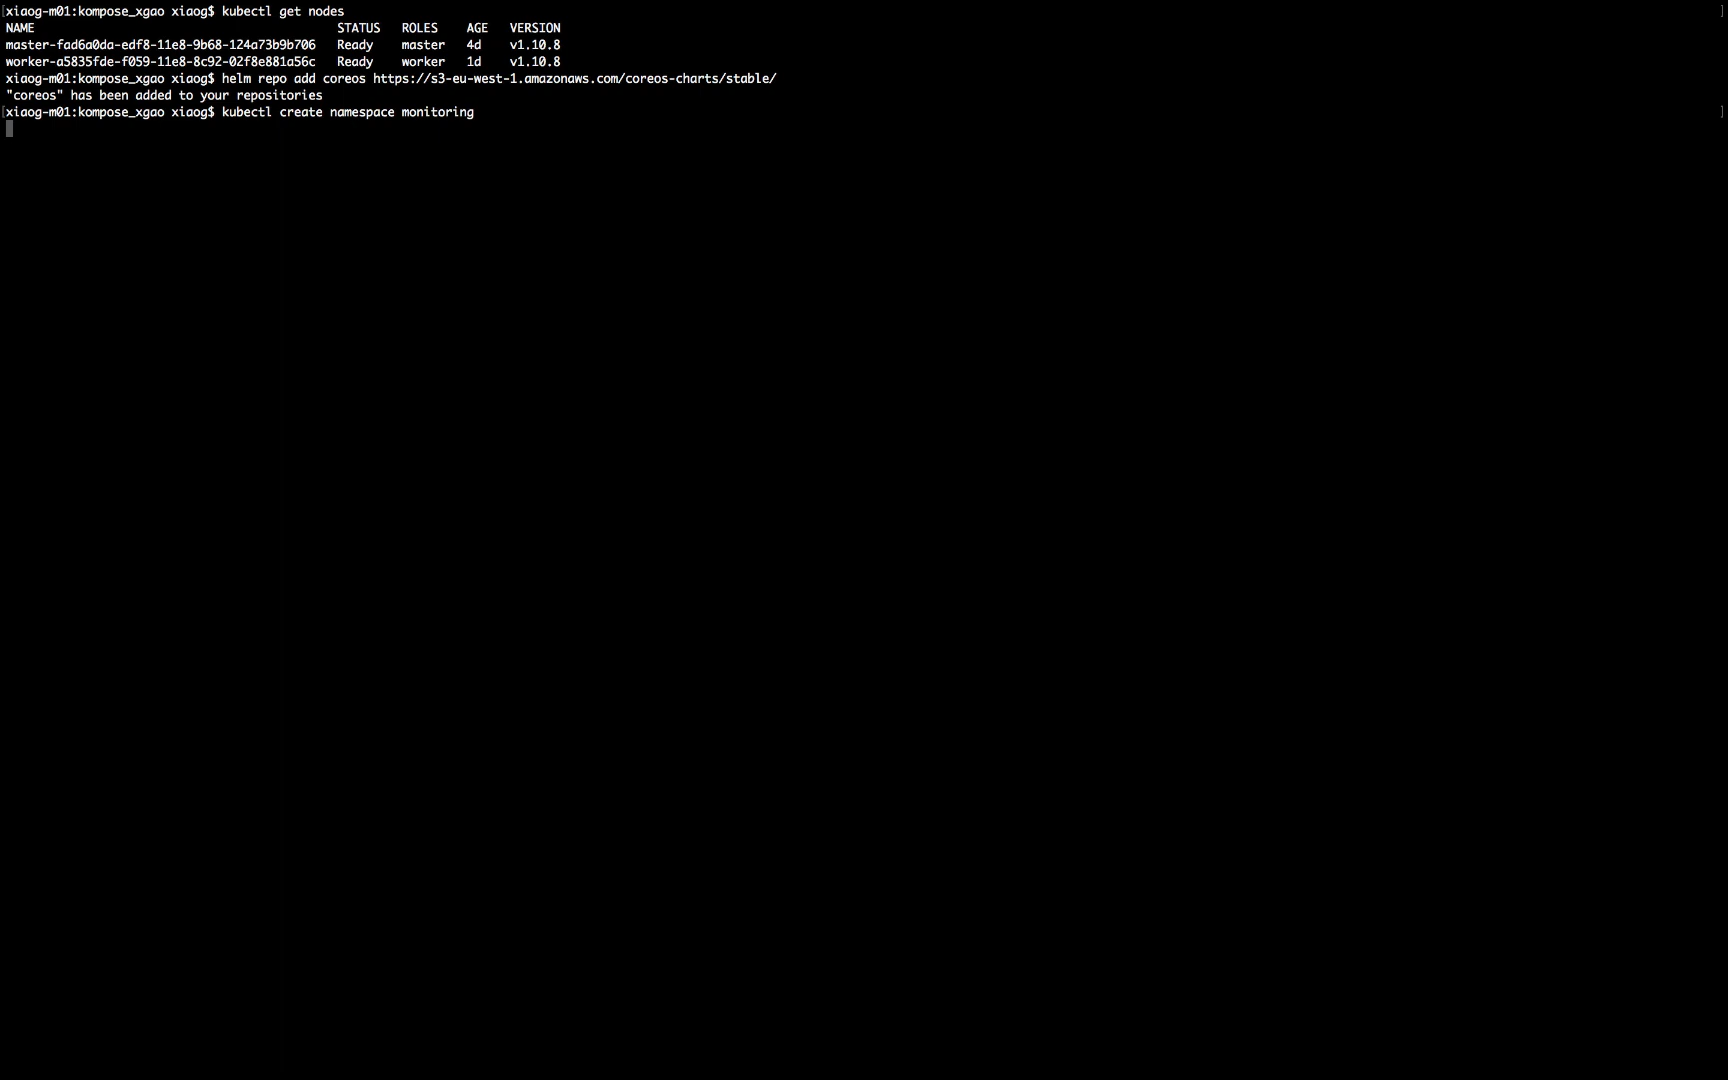 [xiaog-m01:kompose_xgao xiaog$ kubectl get nodes ]
NAME STATUS ROLES AGE VERSION
master-fad6a0da-edf8-11e8-9b68-124a73b9b706 Ready master 4d v1.10.8
worker-a5835fde-f059-11e8-8c92-02f8e881a56c Ready worker 1d v1.10.8
xiaog-m01:kompose_xgao xiaog$ helm repo add coreos https://s3-eu-west-1.amazonaws.com/coreos-charts/stable/
"coreos" has been added to your repositories
[xiaog-m01:kompose_xgao xiaog$ kubectl create namespace monitoring ]